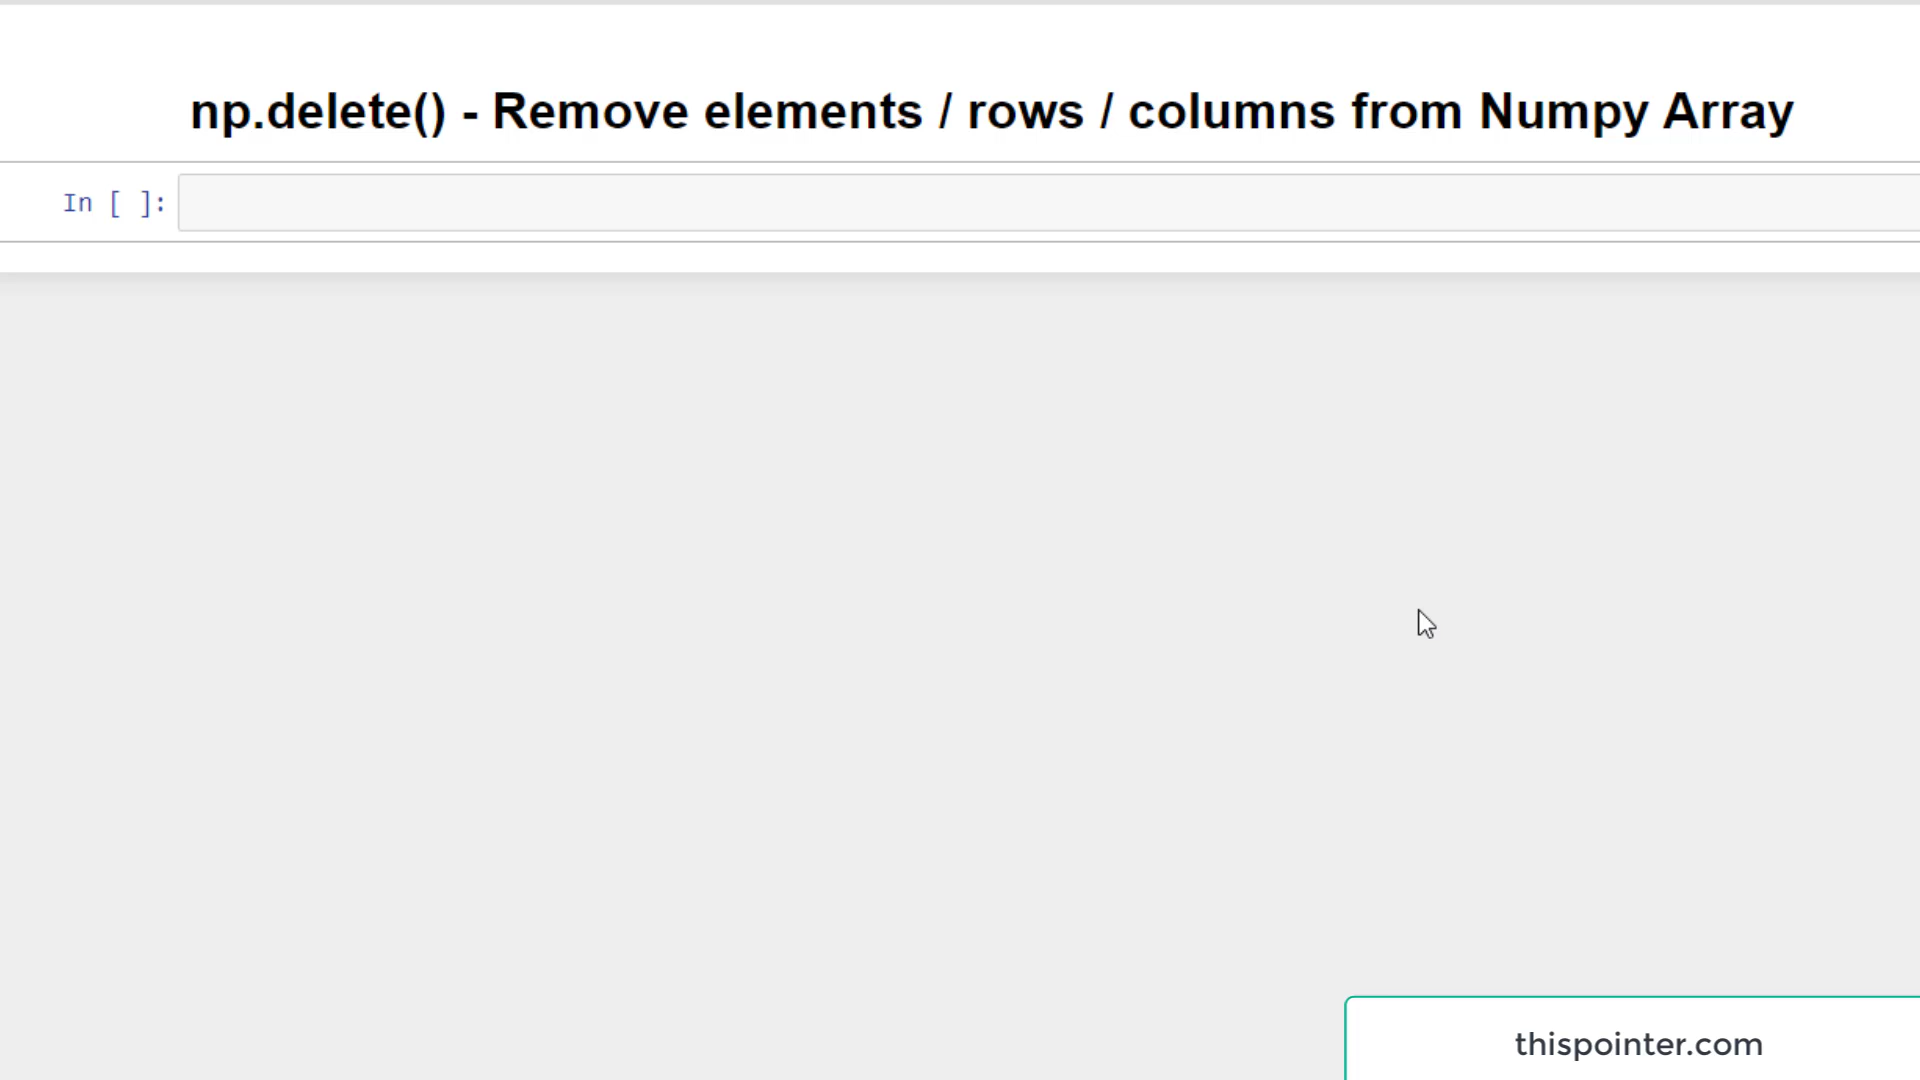 np.delete() - Remove elements / rows / columns from Numpy Array
In [ ]:
thispointer.com